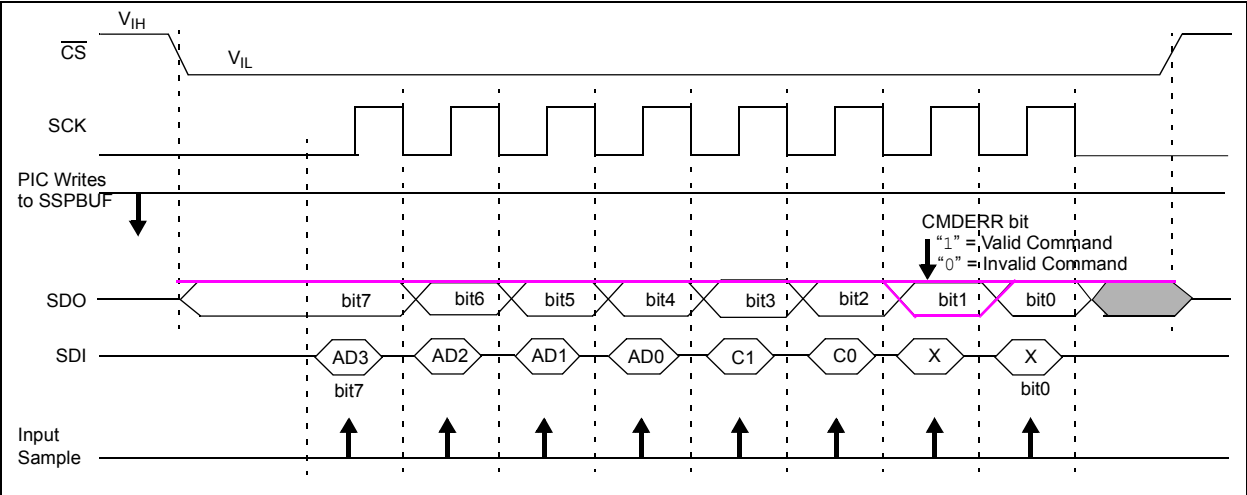 VIH
CS
VIL
SCK
PIC Writes
to SSPBUF
CMDERR bit
“1” = Valid Command
“0” = Invalid Command
SDO bit7 bit6 bit5 bit4 bit3 bit2 bit1 bit0
SDI AD3 AD2 AD1 AD0 C1 C0 X X
bit7 bit0
Input
Sample